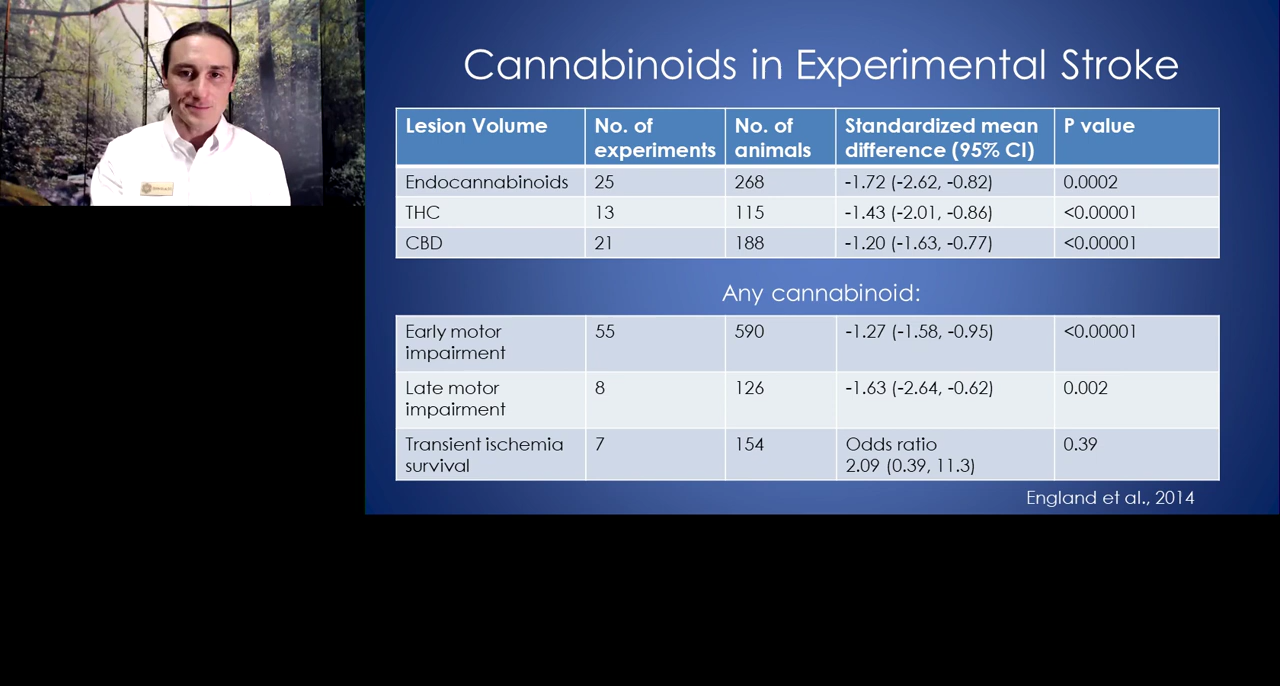 Cannabinoids in Experimental Stroke
Lesion Volume No. of experiments No. of animals Standardized mean difference (95% CI) P value
Endocannabinoids 25 268 -1.72 (-2.62, -0.82) 0.0002
THC 13 115 -1.43 (-2.01, -0.86) <0.00001
CBD 21 188 -1.20 (-1.63, -0.77) <0.00001
Any cannabinoid:
Early motor impairment 55 590 -1.27 (-1.58, -0.95) <0.00001
Late motor impairment 8 126 -1.63 (-2.64, -0.62) 0.002
Transient ischemia survival 7 154 Odds ratio 2.09 (0.39, 11.3) 0.39
England et al., 2014